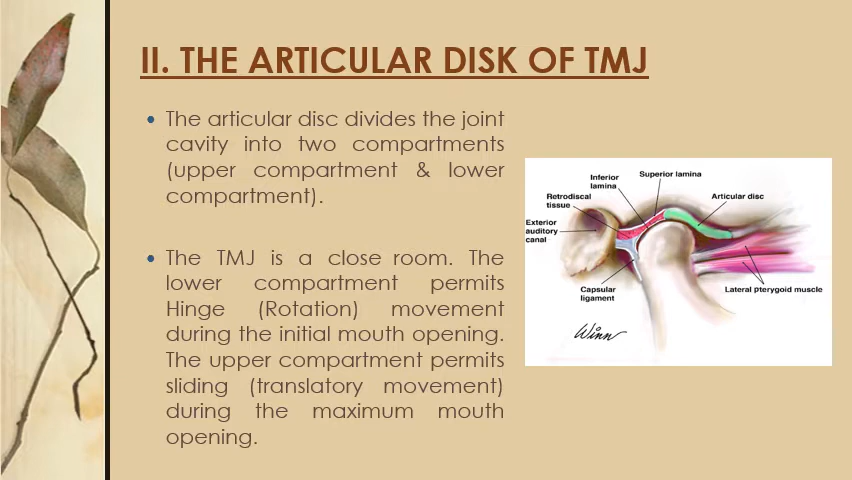 II. THE ARTICULAR DISK OF TMJ
• The articular disc divides the joint
cavity into two compartments
(upper compartment & lower
compartment).
• The TMJ is a close room. The
lower compartment permits
Hinge (Rotation) movement
during the initial mouth opening.
The upper compartment permits
sliding (translatory movement)
during the maximum mouth
opening.
Superior lamina
Inferior
lamina
Retrodiscal
tissue
Articular disc
Exterior
auditory
canal
Capsular
ligament
Lateral pterygoid muscle
Winn